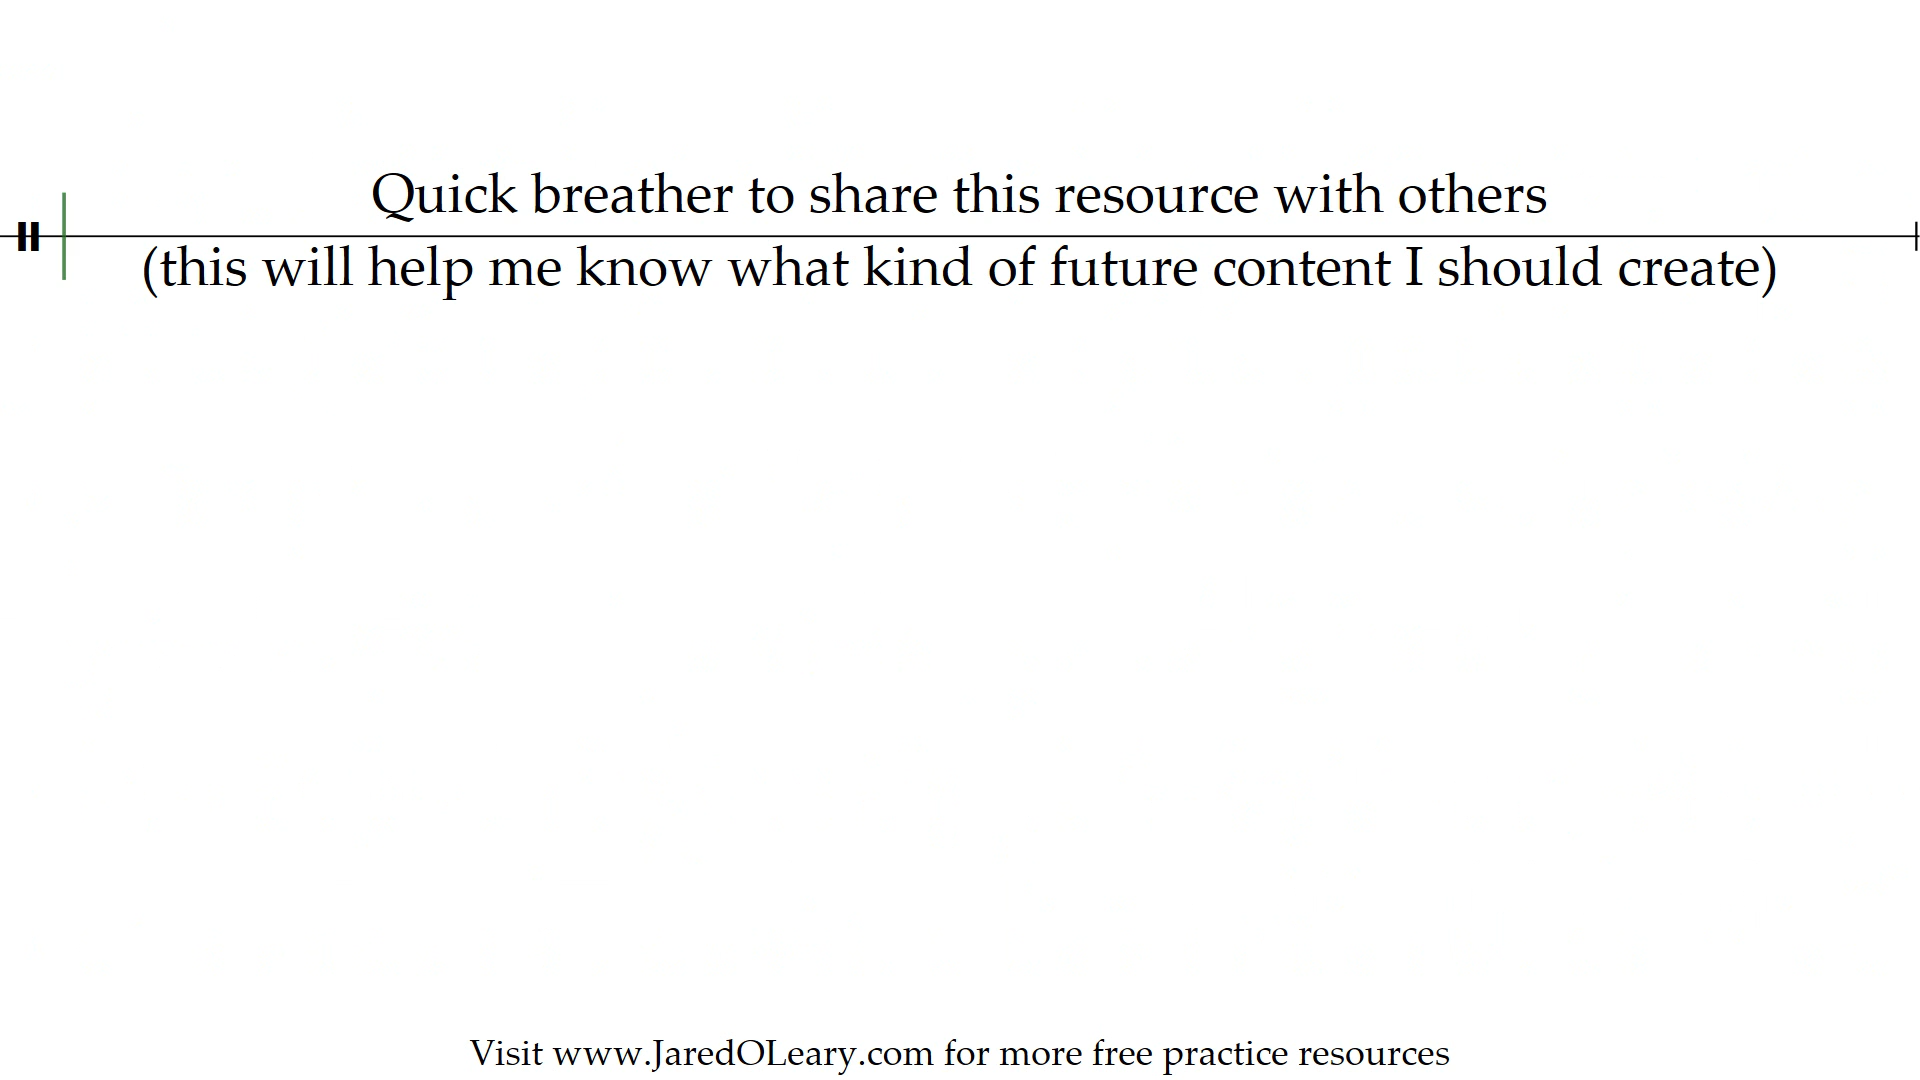 Quick breather to share this resource with others
(this will help me know what kind of future content I should create)
Visit www.JaredOLeary.com for more free practice resources